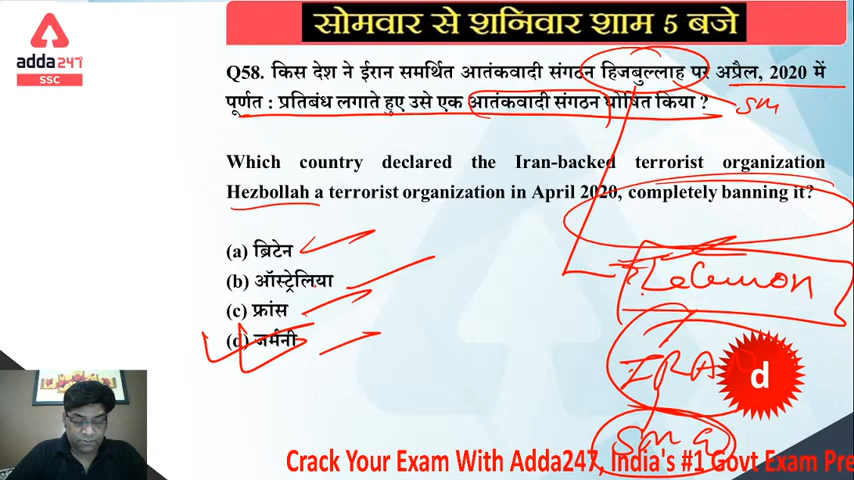 सोमवार से शनिवार शाम 5 बजे
adda247
SSC
Q58. किस देश ने ईरान समर्थित आतंकवादी संगठन हिजबुल्लाह पर अप्रैल, 2020 में
पूर्णत : प्रतिबंध लगाते हुए उसे एक आतंकवादी संगठन घोषित किया ?
Which country declared the Iran-backed terrorist organization
Hezbollah a terrorist organization in April 2020, completely banning it?
(a) ब्रिटेन
(b) ऑस्ट्रेलिया
(c) फ्रांस
(d) जर्मनी
IRAN
d
Crack Your Exam With Adda247, India's #1 Govt Exam Pre